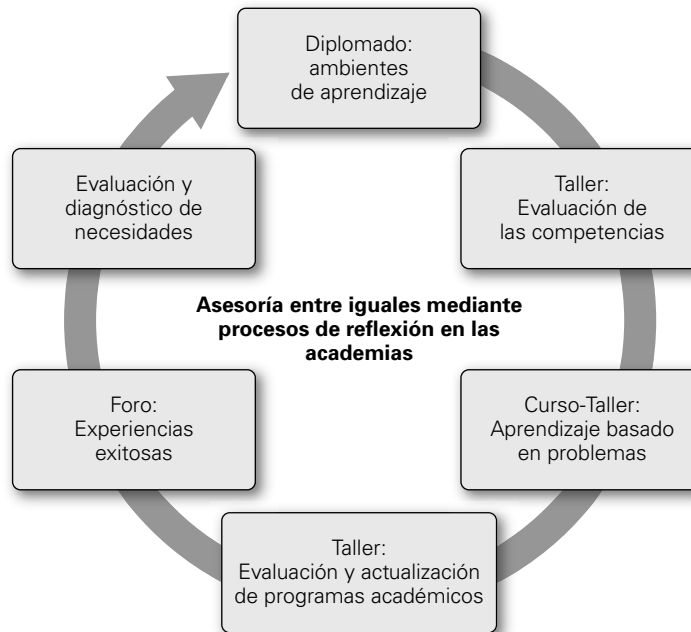 Diplomado:
ambientes
de aprendizaje
Taller:
Evaluación de
las competencias
Curso-Taller:
Aprendizaje basado
en problemas
Taller:
Evaluación y actualización
de programas académicos
Foro:
Experiencias
exitosas
Evaluación y
diagnóstico de
necesidades
Asesoría entre iguales mediante
procesos de reflexión en las
academias